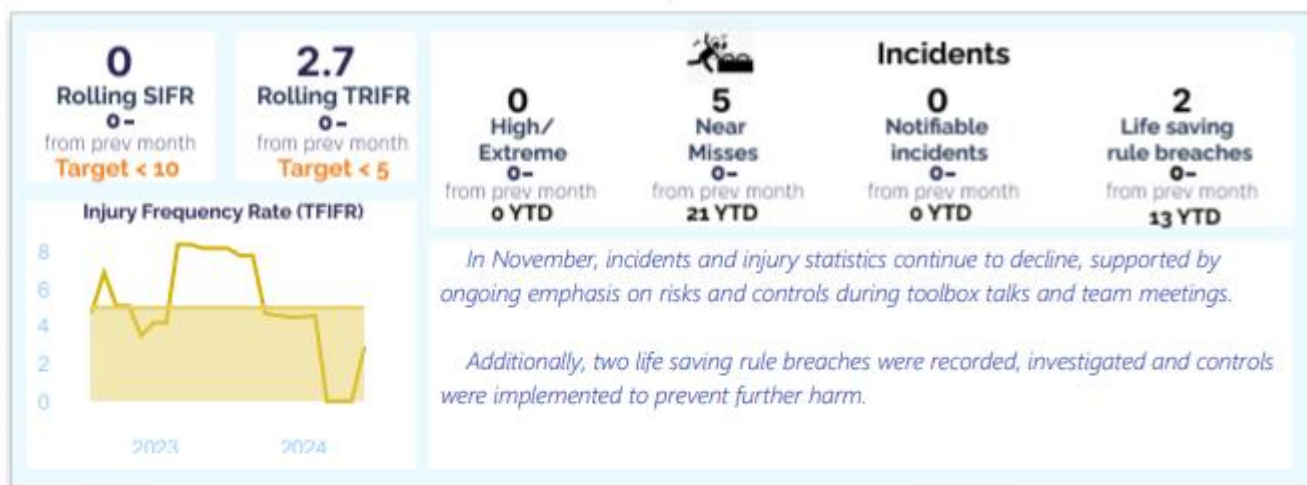 0
Rolling SIFR
0-
from prev month
Target < 10
2.7
Rolling TRIFR
0-
from prev month
Target < 5
Injury Frequency Rate (TFIFR)
8
6
4
2
0
2023
2024
Incidents
0
High/
Extreme
0-
from prev month
0 YTD
5
Near
Misses
0-
from prev month
21 YTD
0
Notifiable
incidents
0-
from prev month
0 YTD
2
Life saving
rule breaches
0-
from prev month
13 YTD
In November, incidents and injury statistics continue to decline, supported by
ongoing emphasis on risks and controls during toolbox talks and team meetings.
Additionally, two life saving rule breaches were recorded, investigated and controls
were implemented to prevent further harm.